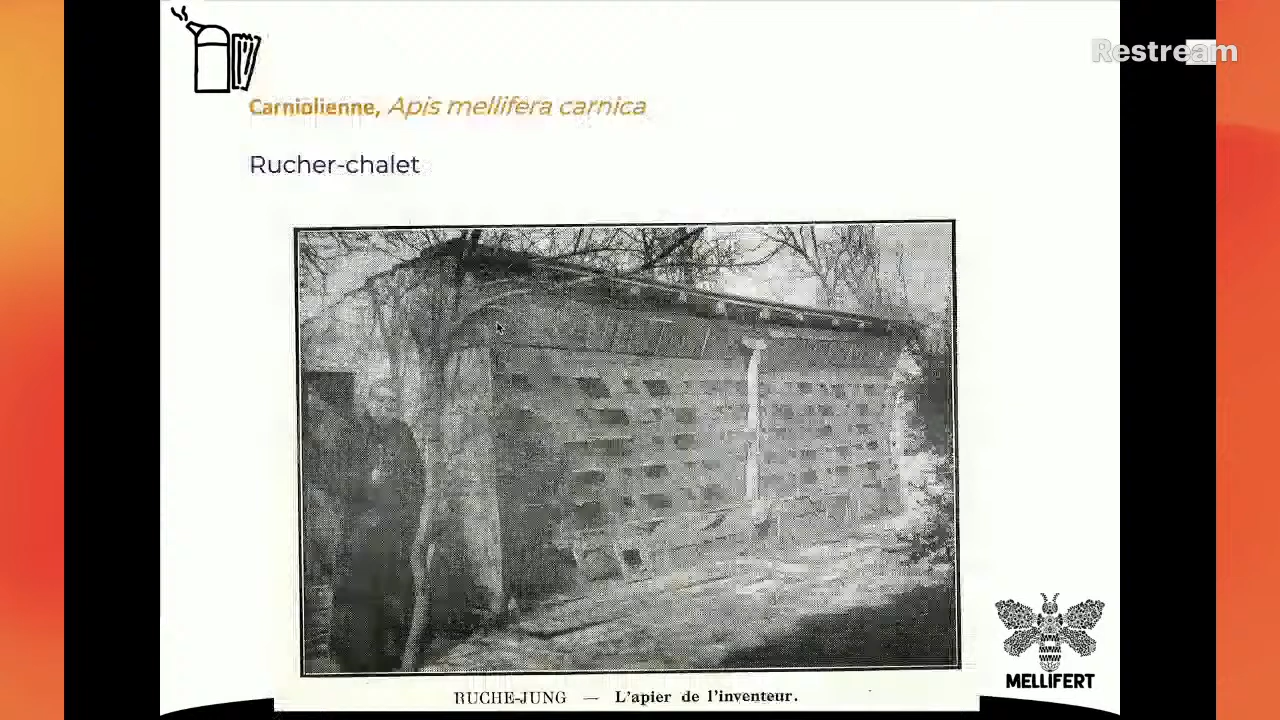 Restream
Carniolienne, Apis mellifera carnica
Rucher-chalet
RUCHE-JUNG — L'apier de l'inventeur.
MELLIFERT